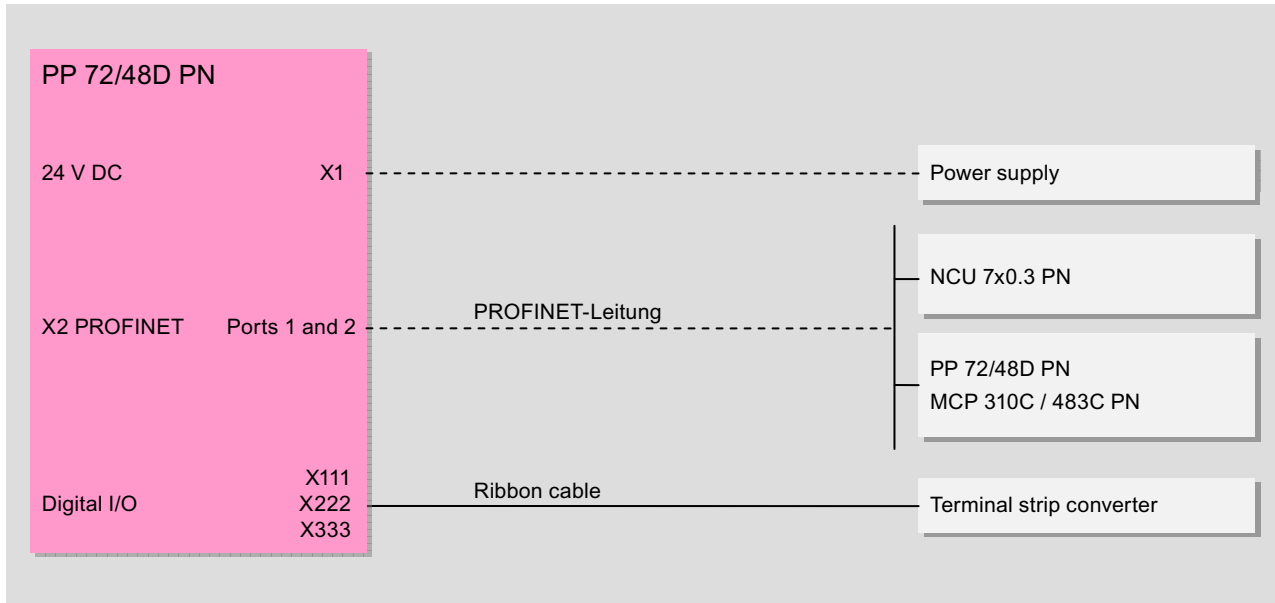 PP 72/48D PN
24 V DC X1
Power supply
NCU 7x0.3 PN
PROFINET-Leitung
X2 PROFINET Ports 1 and 2
PP 72/48D PN
MCP 310C / 483C PN
X111
Digital I/O X222
X333
Ribbon cable
Terminal strip converter